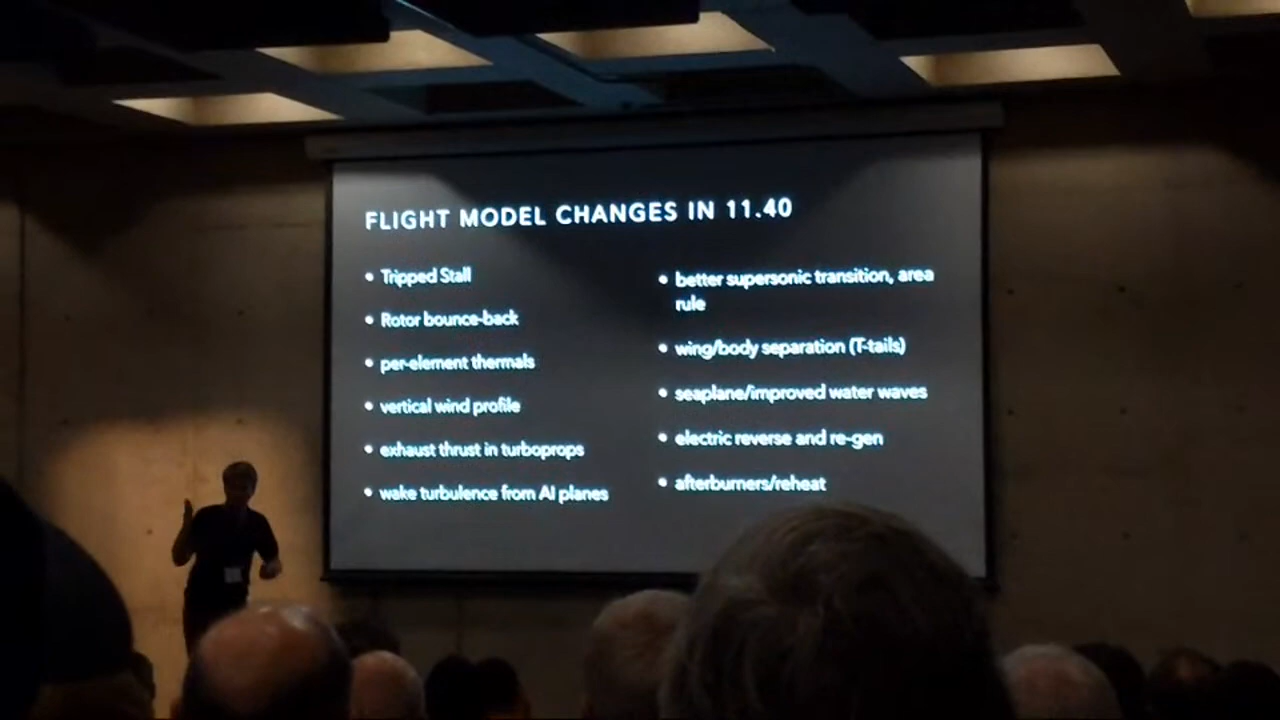 FLIGHT MODEL CHANGES IN 11.40
• Tripped Stall
• Rotor bounce-back
• per-element thermals
• vertical wind profile
• exhaust thrust in turboprops
• wake turbulence from AI planes
• better supersonic transition, area
rule
• wing/body separation (T-tails)
• seaplane/improved water waves
• electric reverse and re-gen
• afterburners/reheat